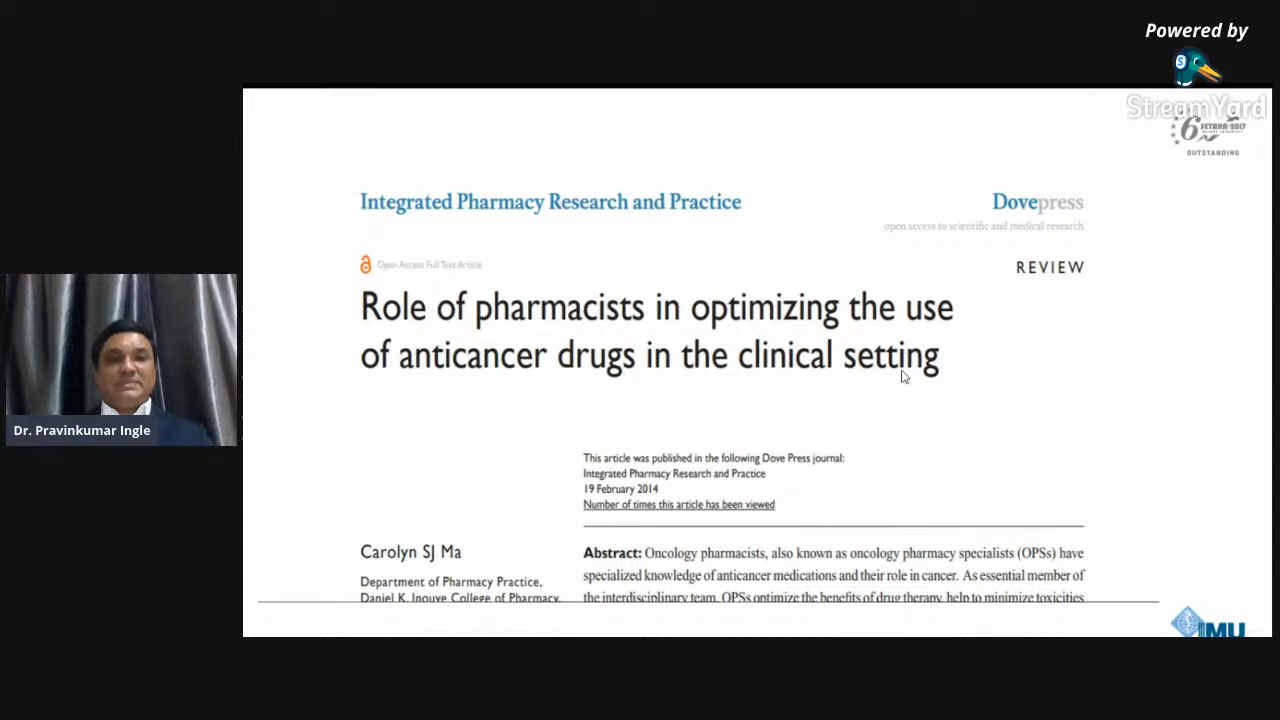 Powered by
S
StreamYard
6 SETARA 2017
OUTSTANDING
Integrated Pharmacy Research and Practice
Dovepress
open access to scientific and medical research
Open Access Full Text Article
REVIEW
Role of pharmacists in optimizing the use
of anticancer drugs in the clinical setting
Dr. Pravinkumar Ingle
This article was published in the following Dove Press journal:
Integrated Pharmacy Research and Practice
19 February 2014
Number of times this article has been viewed
Carolyn SJ Ma
Department of Pharmacy Practice,
Daniel K. Inouye College of Pharmacy,
Abstract: Oncology pharmacists, also known as oncology pharmacy specialists (OPSs) have
specialized knowledge of anticancer medications and their role in cancer. As essential member of
the interdisciplinary team, OPSs optimize the benefits of drug therapy, help to minimize toxicities
IMU